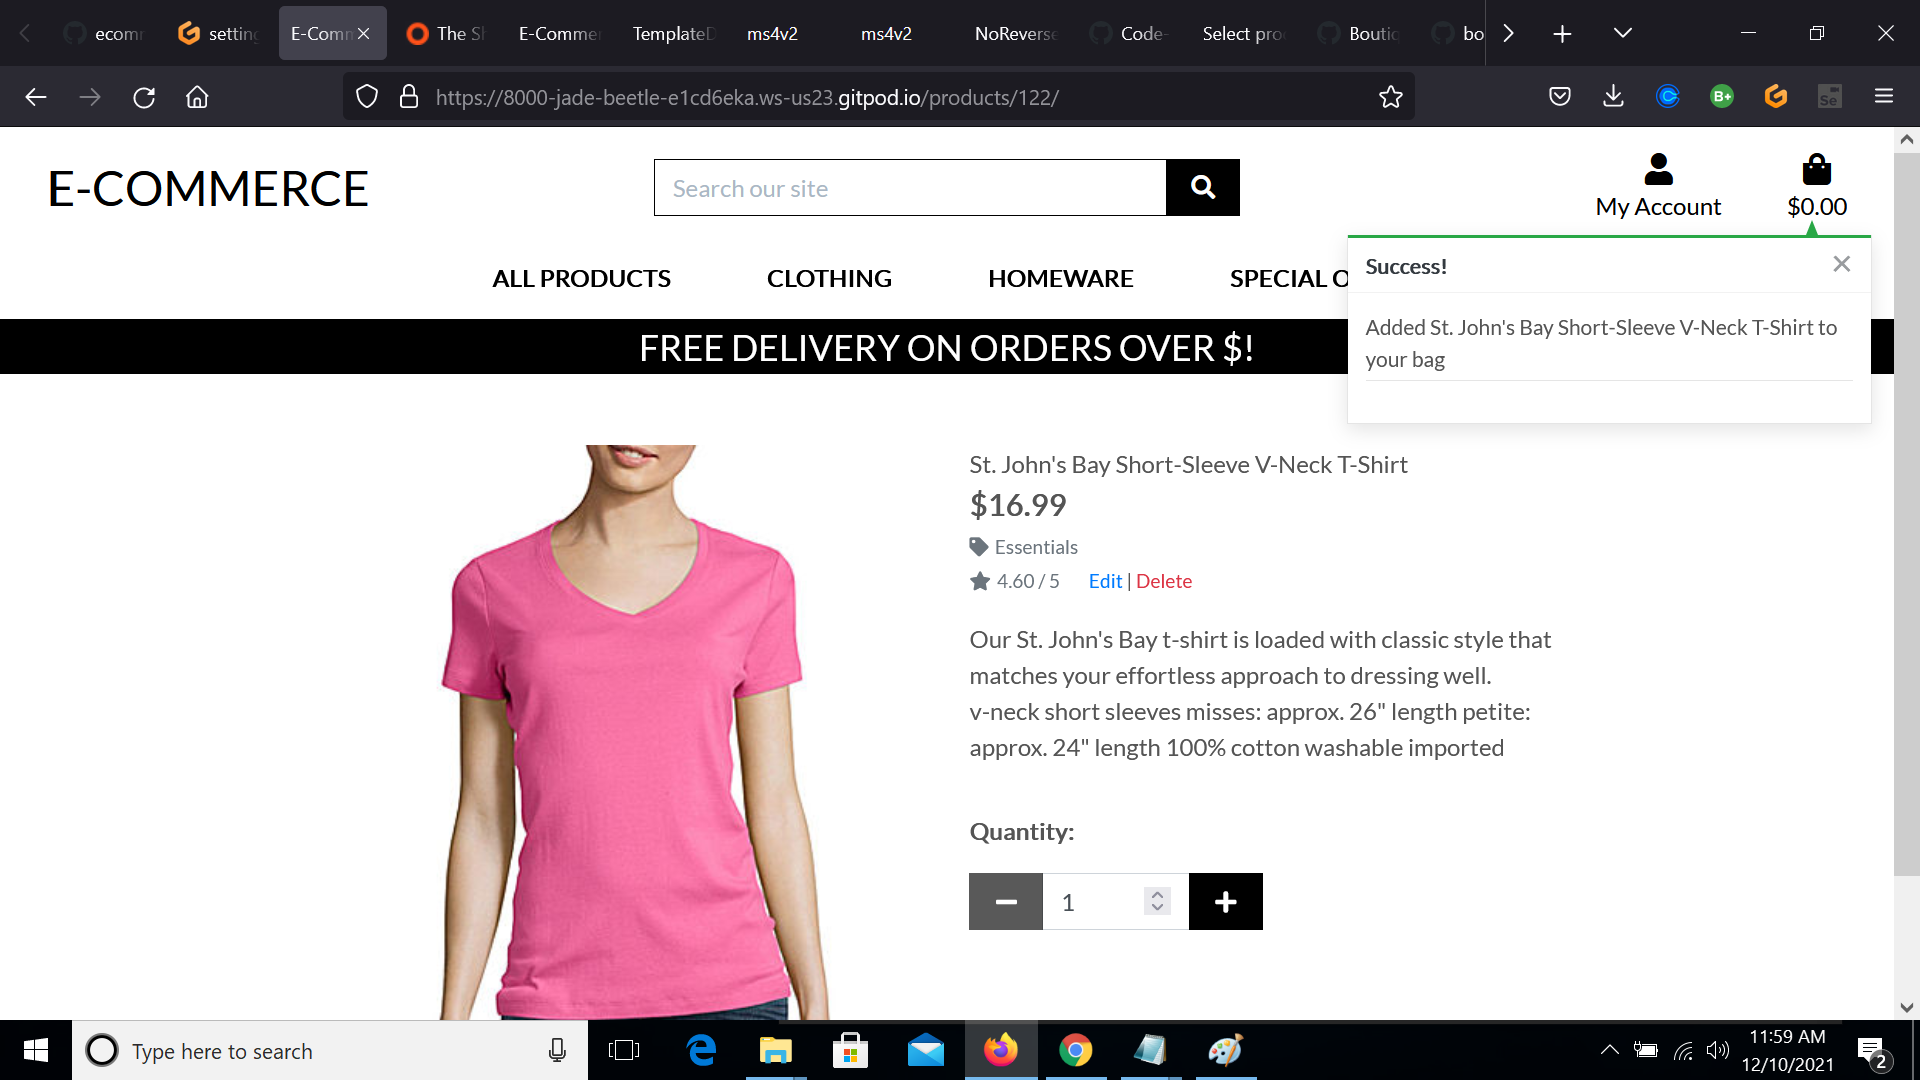 ecom
setting
E-Comm
The S
E-Commer
TemplateD
ms4v2
ms4v2
NoReverse
Code-
Select pro
Boutiq
bo
https://8000-jade-beetle-e1cd6eka.ws-us23.gitpod.io/products/122/
B+
Se
E-COMMERCE
Search our site
My Account
$0.00
ALL PRODUCTS
CLOTHING
HOMEWARE
SPECIAL O
Success!
Added St. John's Bay Short-Sleeve V-Neck T-Shirt to
your bag
FREE DELIVERY ON ORDERS OVER $!
St. John's Bay Short-Sleeve V-Neck T-Shirt
$16.99
Essentials
4.60 / 5 Edit | Delete
Our St. John's Bay t-shirt is loaded with classic style that
matches your effortless approach to dressing well.
v-neck short sleeves misses: approx. 26" length petite:
approx. 24" length 100% cotton washable imported
Quantity:
1
Type here to search
11:59 AM
12/10/2021
2